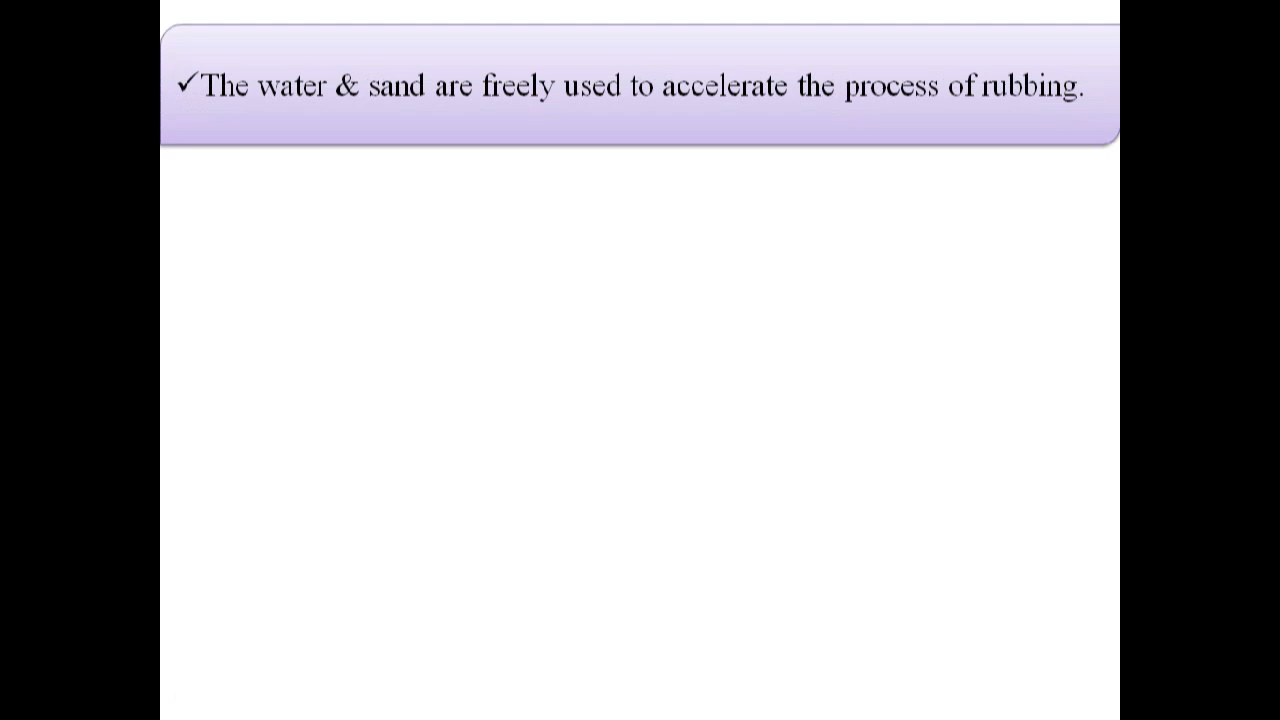 ✓The water & sand are freely used to accelerate the process of rubbing.